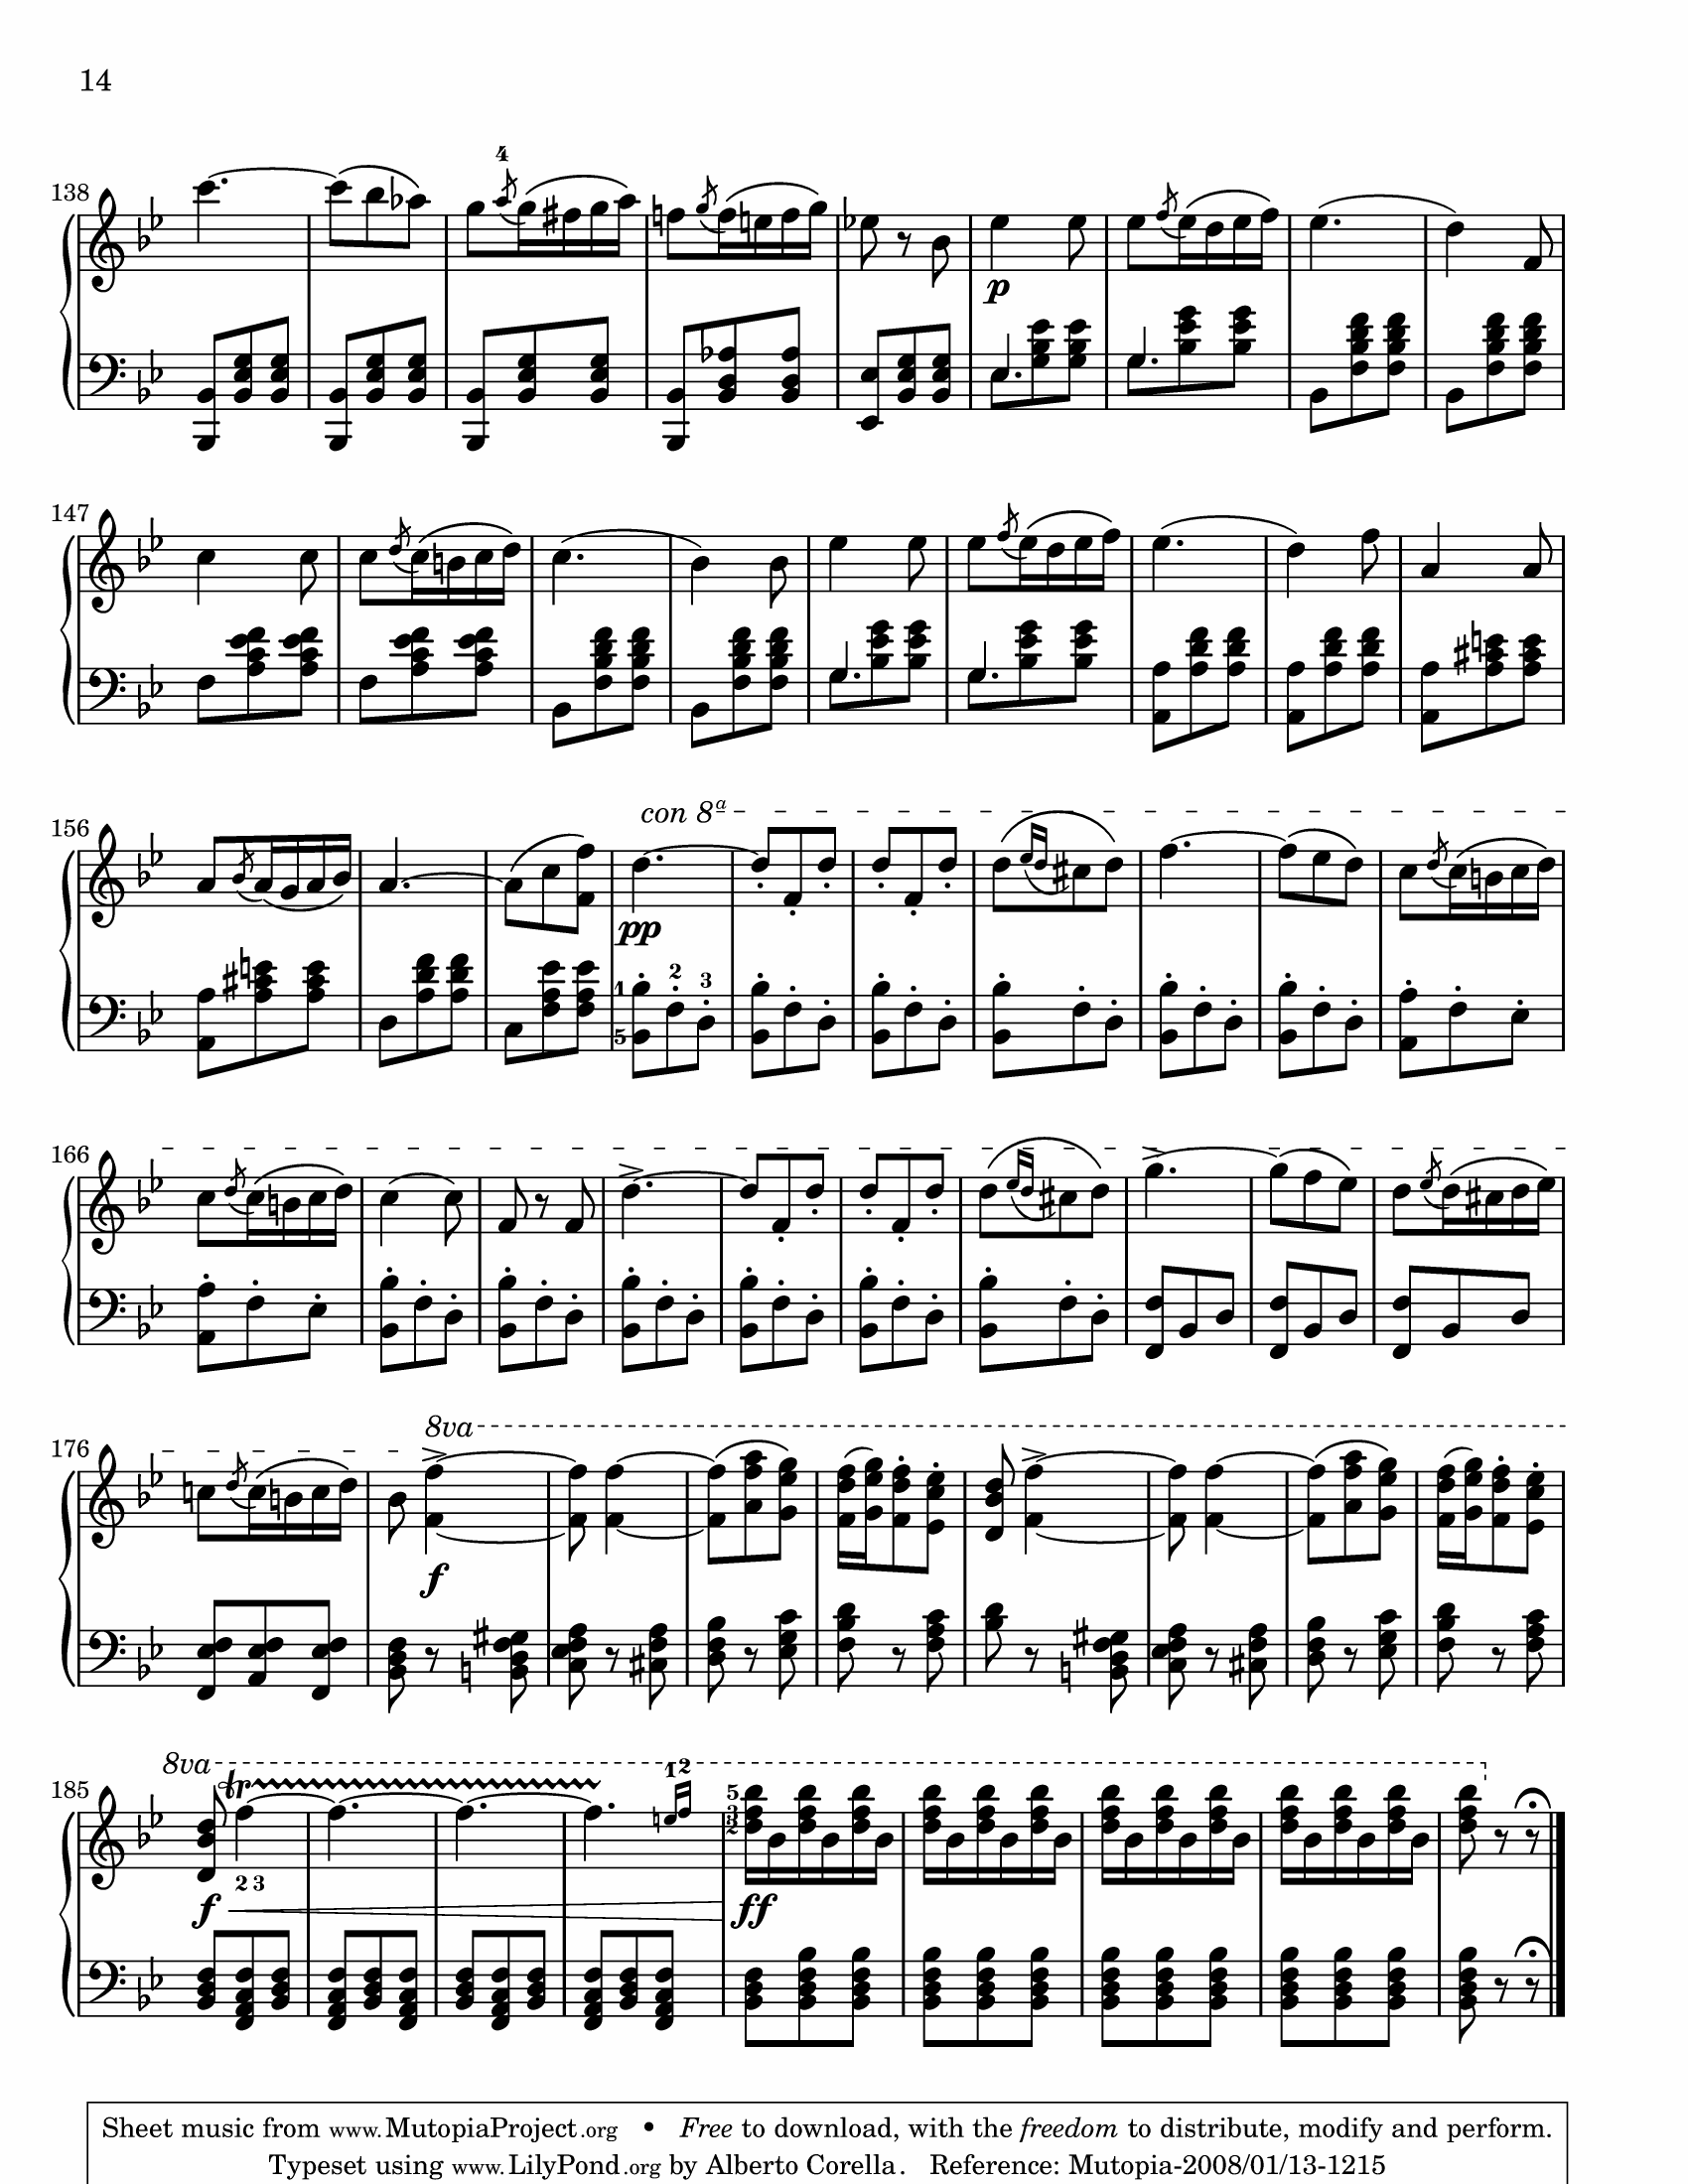 14
138
4
p
147
156
con 8ª
pp
1 2 3
5
166
176
8va
f
185
8va
tr
1 2
5
3
2
2 3
f
ff
Sheet music from www.MutopiaProject.org • Free to download, with the freedom to distribute, modify and perform.
Typeset using www.LilyPond.org by Alberto Corella. Reference: Mutopia-2008/01/13-1215